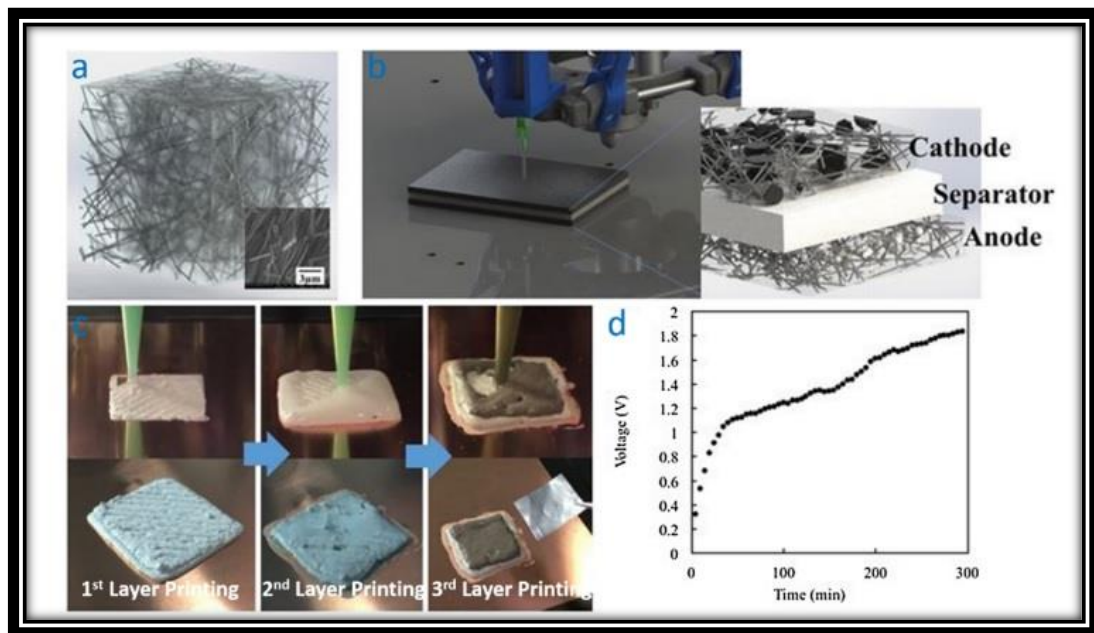 a
b
3μm
Cathode
Separator
Anode
c
1st Layer Printing
2nd Layer Printing
3rd Layer Printing
d
Voltage (V)
2
1.8
1.6
1.4
1.2
1
0.8
0.6
0.4
0.2
0
0
100
200
300
Time (min)